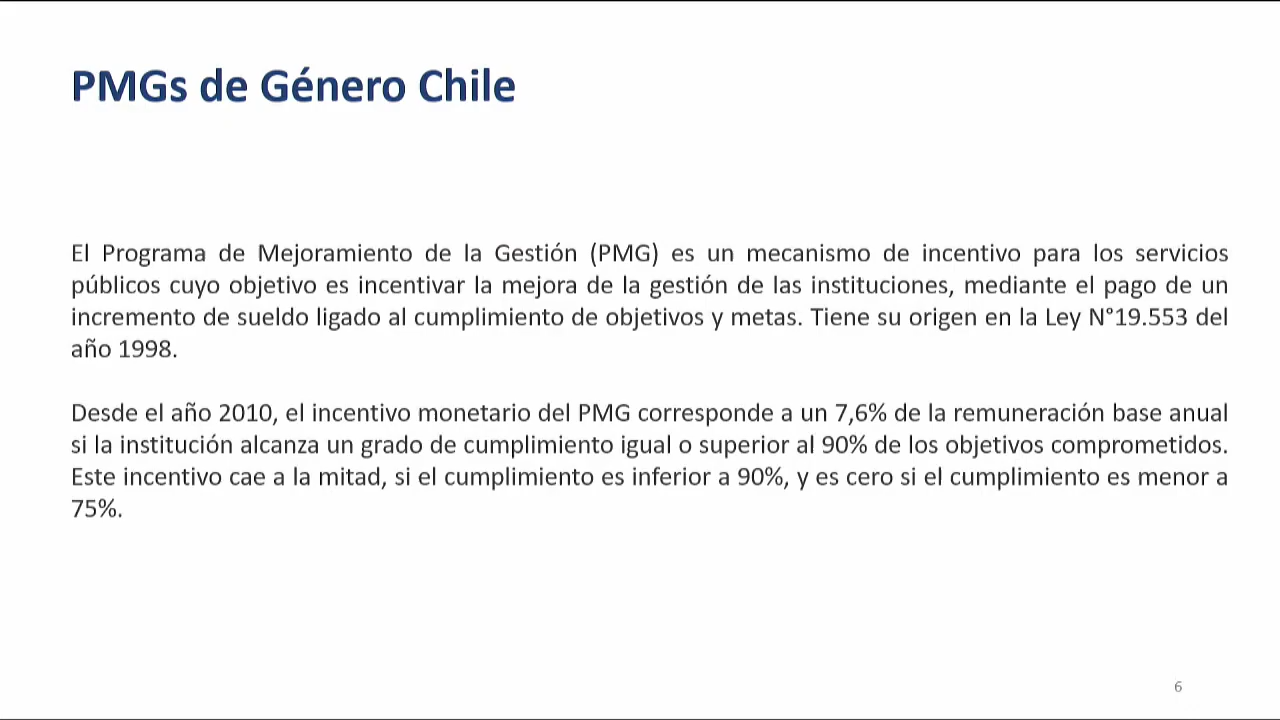 PMGs de Género Chile
El Programa de Mejoramiento de la Gestión (PMG) es un mecanismo de incentivo para los servicios
públicos cuyo objetivo es incentivar la mejora de la gestión de las instituciones, mediante el pago de un
incremento de sueldo ligado al cumplimiento de objetivos y metas. Tiene su origen en la Ley N°19.553 del
año 1998.
Desde el año 2010, el incentivo monetario del PMG corresponde a un 7,6% de la remuneración base anual
si la institución alcanza un grado de cumplimiento igual o superior al 90% de los objetivos comprometidos.
Este incentivo cae a la mitad, si el cumplimiento es inferior a 90%, y es cero si el cumplimiento es menor a
75%.
6